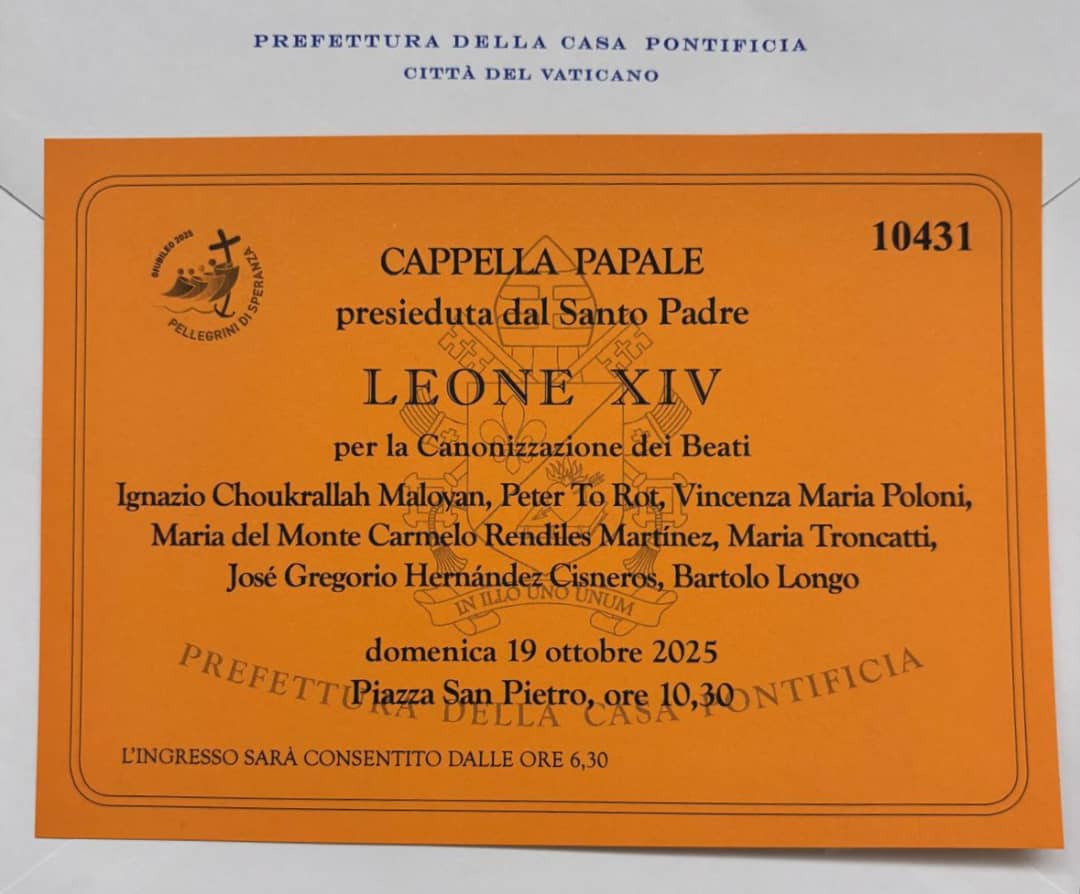 PREFETTURA DELLA CASA PONTIFICIA
CITTÀ DEL VATICANO
GIUBILEO 2025
PELLEGRINI DI SPERANZA
10431
CAPPELLA PAPALE
presieduta dal Santo Padre
LEONE XIV
per la Canonizzazione dei Beati
Ignazio Choukrallah Maloyan, Peter To Rot, Vincenza Maria Poloni,
Maria del Monte Carmelo Rendiles Martínez, Maria Troncatti,
José Gregorio Hernández Cisneros, Bartolo Longo
IN ILLO UNO UNUM
domenica 19 ottobre 2025
Piazza San Pietro, ore 10,30
PREFETTURA DELLA CASA PONTIFICIA
L'INGRESSO SARÀ CONSENTITO DALLE ORE 6,30